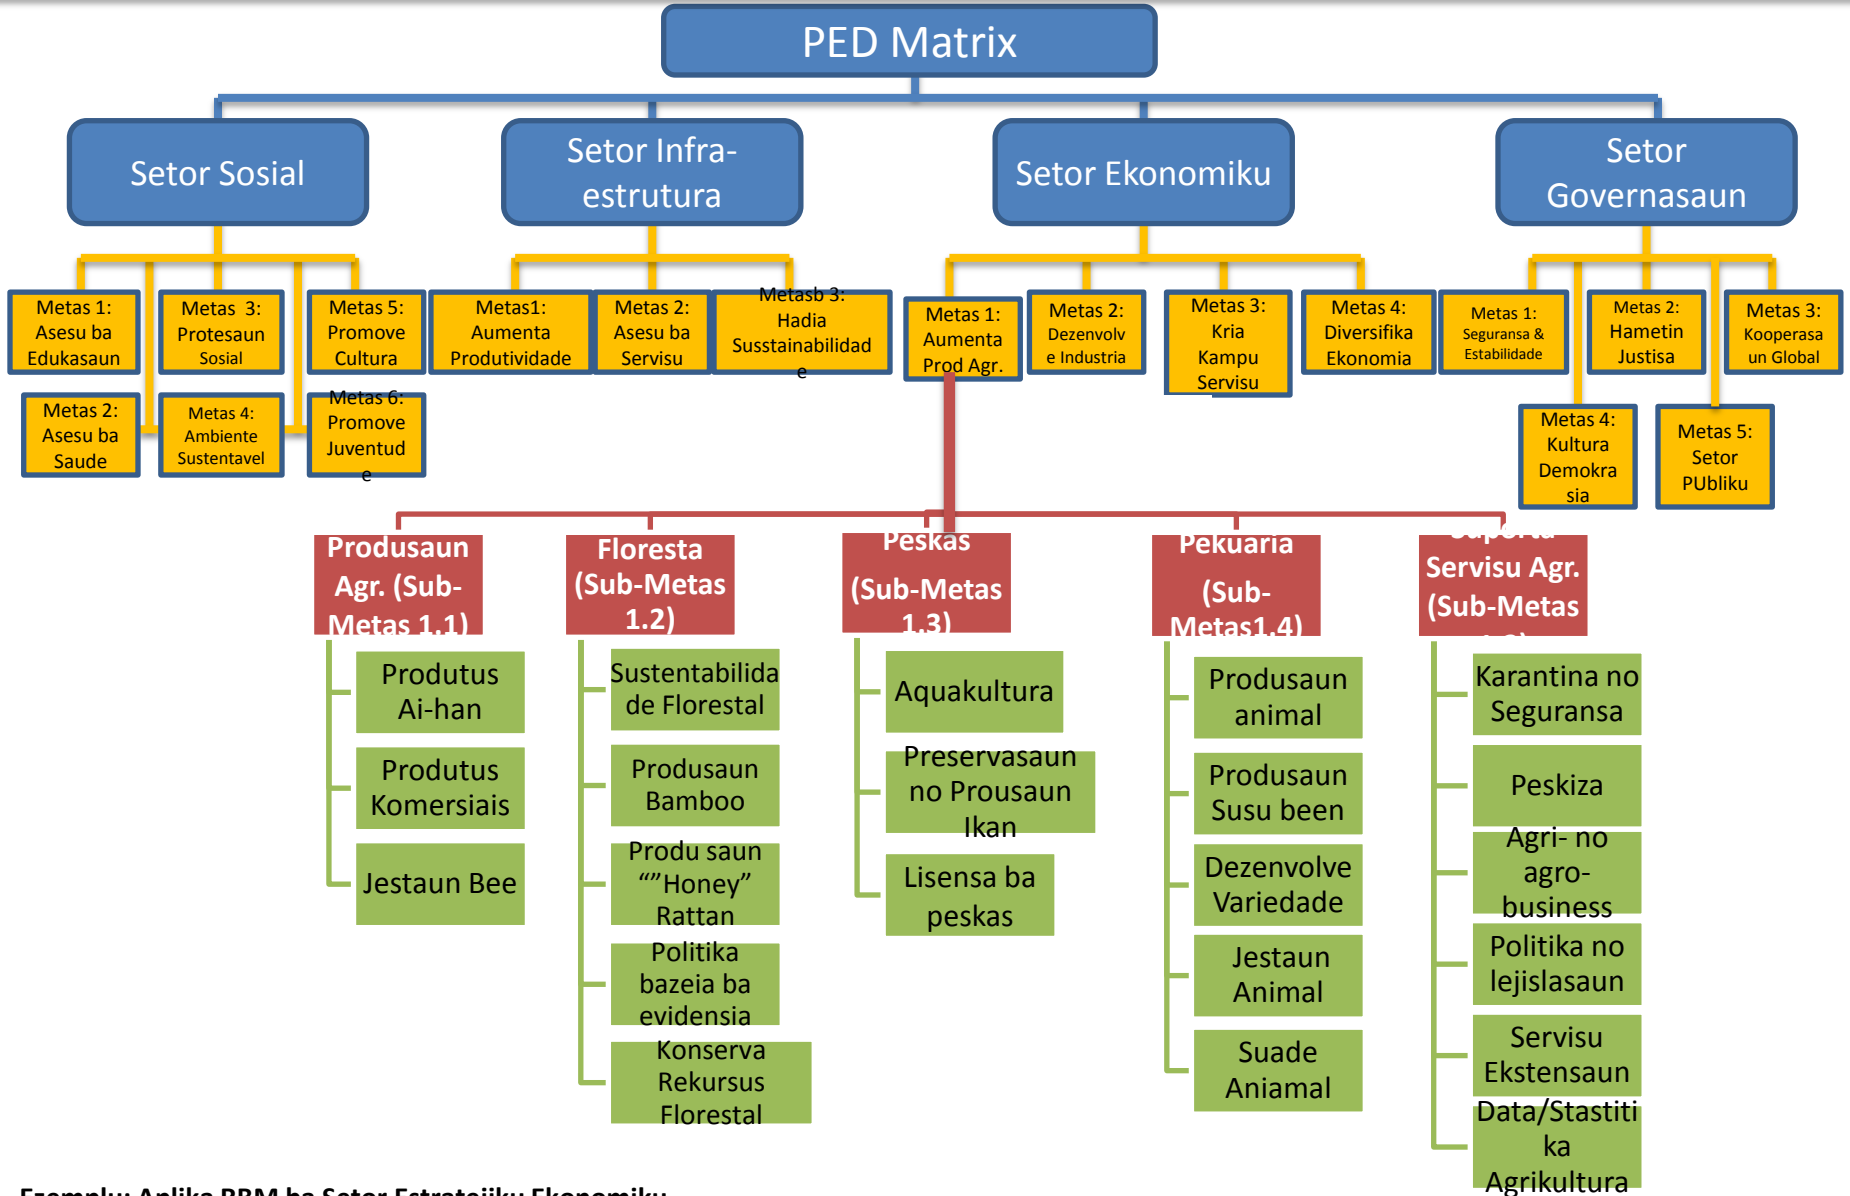 PED Matrix
Setor Sosial
Setor Infra-
estrutura
Setor Ekonomiku
Setor
Governasaun
Metas 1:
Asesu ba
Edukasaun
Metas 3:
Protesaun
Sosial
Metas 5:
Promove
Cultura
Metas 2:
Asesu ba
Saude
Metas 4:
Ambiente
Sustentavel
Metas 6:
Promove
Juventud
e
Metas1:
Aumenta
Produtividade
Metas 2:
Asesu ba
Servisu
Metasb 3:
Hadia
Susstainabilidad
e
Metas 1:
Aumenta
Prod Agr.
Metas 2:
Dezenvolv
e Industria
Metas 3:
Kria
Kampu
Servisu
Metas 4:
Diversifika
Ekonomia
Metas 1:
Seguransa &
Estabilidade
Metas 2:
Hametin
Justisa
Metas 3:
Kooperasa
un Global
Metas 4:
Kultura
Demokra
sia
Metas 5:
Setor
PUbliku
Produsaun
Agr. (Sub-
Metas 1.1)
Produtus
Ai-han
Produtus
Komersiais
Jestaun Bee
Floresta
(Sub-Metas
1.2)
Sustentabilida
de Florestal
Produsaun
Bamboo
Produ saun
“”Honey”
Rattan
Politika
bazeia ba
evidensia
Konserva
Rekursus
Florestal
Peskas
(Sub-Metas
1.3)
Aquakultura
Preservasaun
no Prousaun
Ikan
Lisensa ba
peskas
Pekuaria
(Sub-
Metas1.4)
Produsaun
animal
Produsaun
Susu been
Dezenvolve
Variedade
Jestaun
Animal
Suade
Aniamal
Suporta
Servisu Agr.
(Sub-Metas
Karantina no
Seguransa
Peskiza
Agri- no
agro-
business
Politika no
lejislasaun
Servisu
Ekstensaun
Data/Stastiti
ka
Agrikultura
Ezemplu: Aplika RBM ba Setor Estratejiku Ekonomiku